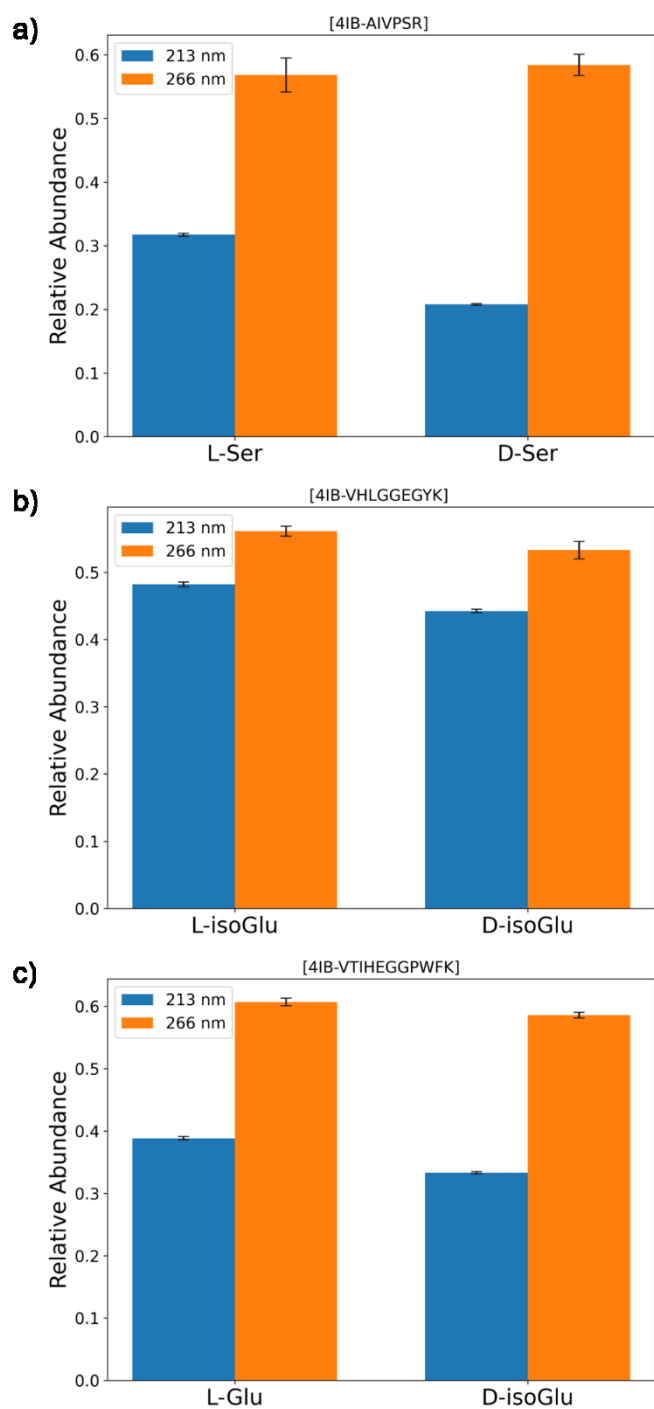 a)
[4IB-AIVPSR]
213 nm
266 nm
Relative Abundance
0.6
0.5
0.4
0.3
0.2
0.1
0.0
L-Ser
D-Ser
b)
[4IB-VHLGGEGYK]
213 nm
266 nm
Relative Abundance
0.5
0.4
0.3
0.2
0.1
0.0
L-isoGlu
D-isoGlu
c)
[4IB-VTIHEGGPWFK]
213 nm
266 nm
Relative Abundance
0.6
0.5
0.4
0.3
0.2
0.1
0.0
L-Glu
D-isoGlu